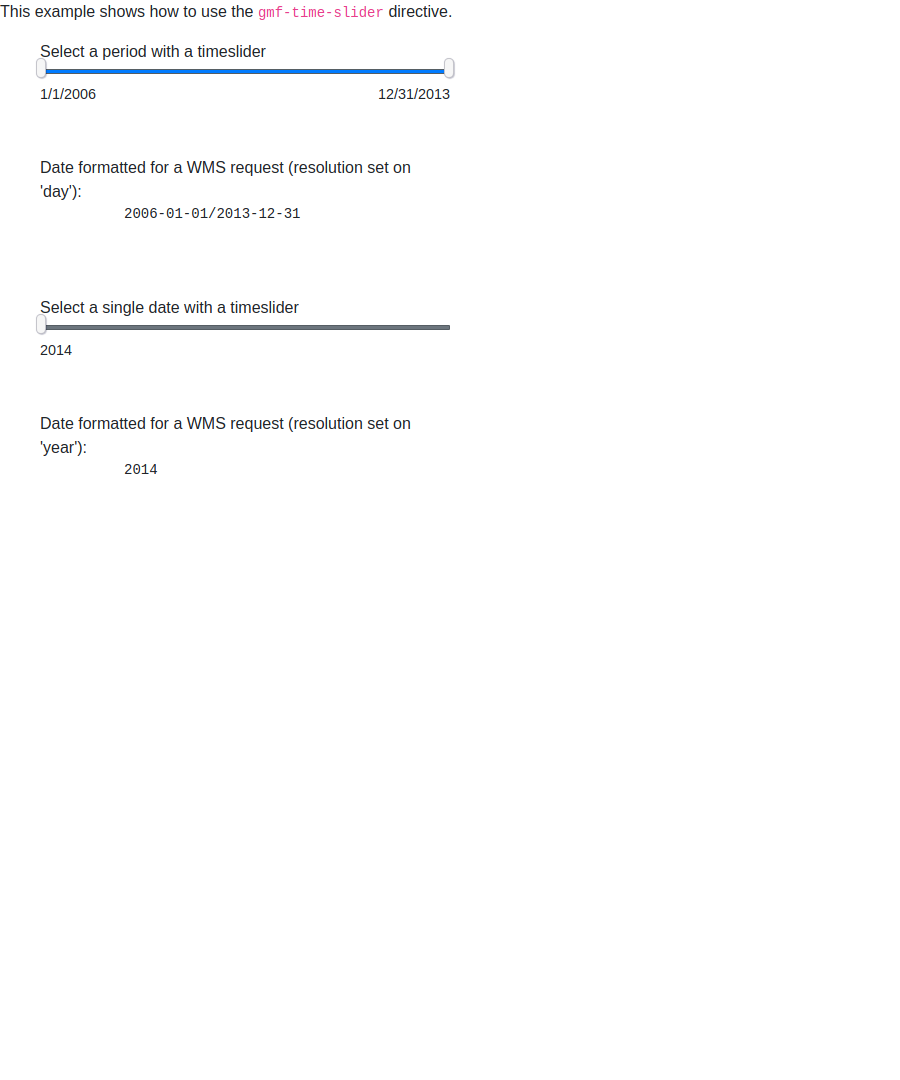 This example shows how to use the gmf-time-slider directive.
Select a period with a timeslider
1/1/2006 12/31/2013
Date formatted for a WMS request (resolution set on
'day'):
2006-01-01/2013-12-31
Select a single date with a timeslider
2014
Date formatted for a WMS request (resolution set on
'year'):
2014